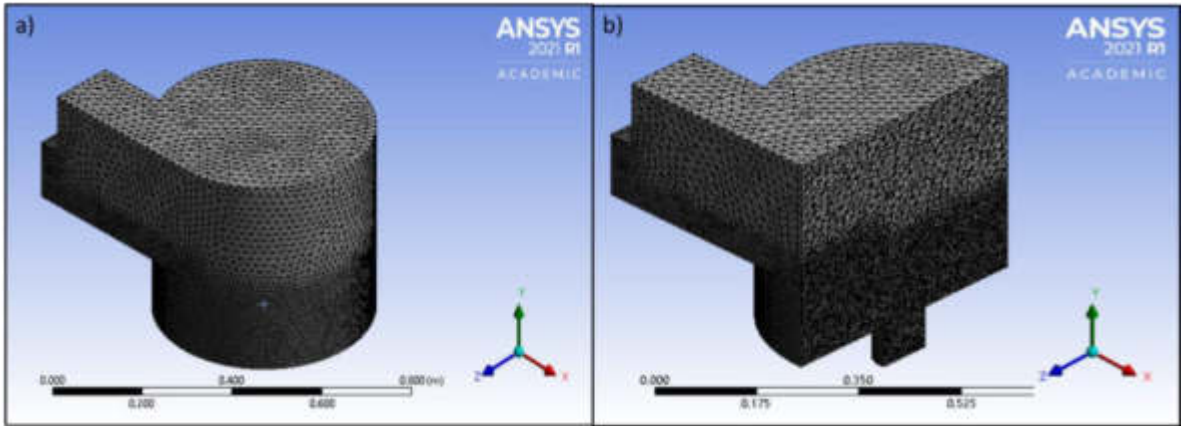 a)
ANSYS
2021 R1
ACADEMIC
Y
Z
X
0.000 0.400 0.800 (m)
0.200 0.600
b)
ANSYS
2021 R1
ACADEMIC
Y
Z
X
0.000 0.350
0.175 0.525